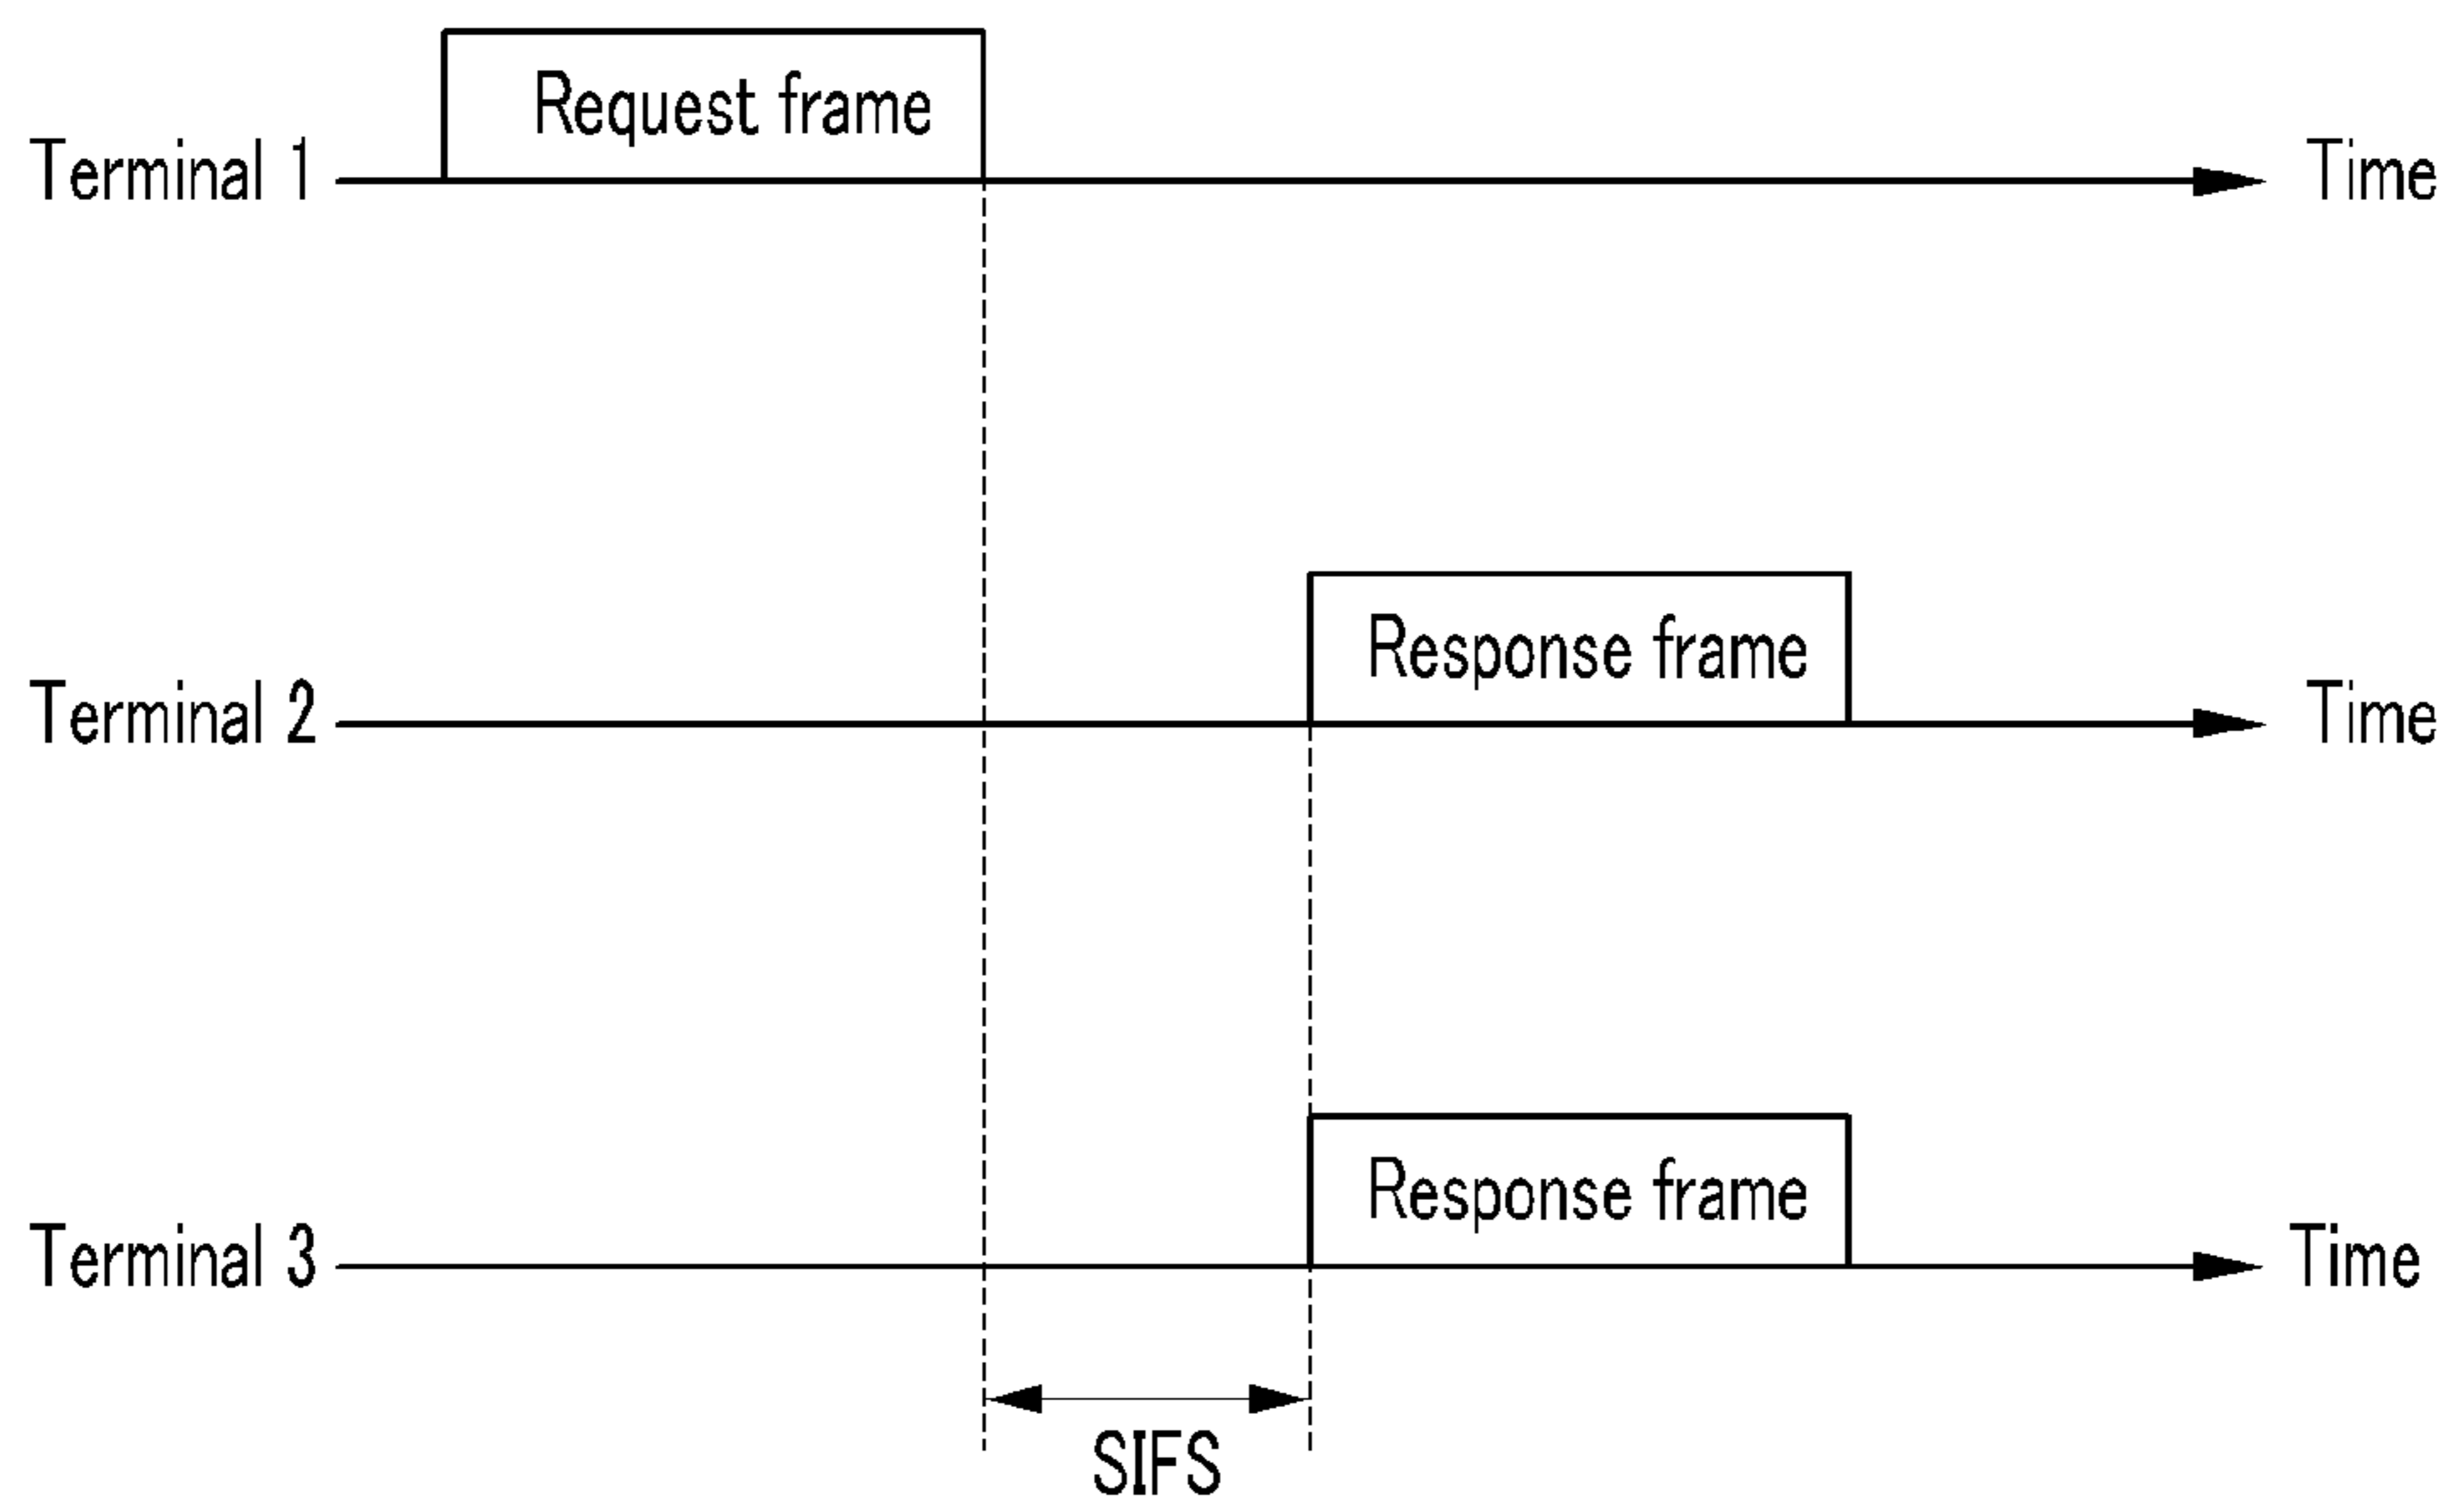 Request frame
Terminal 1
Time
Response frame
Terminal 2
Time
Response frame
Terminal 3
Time
SIFS